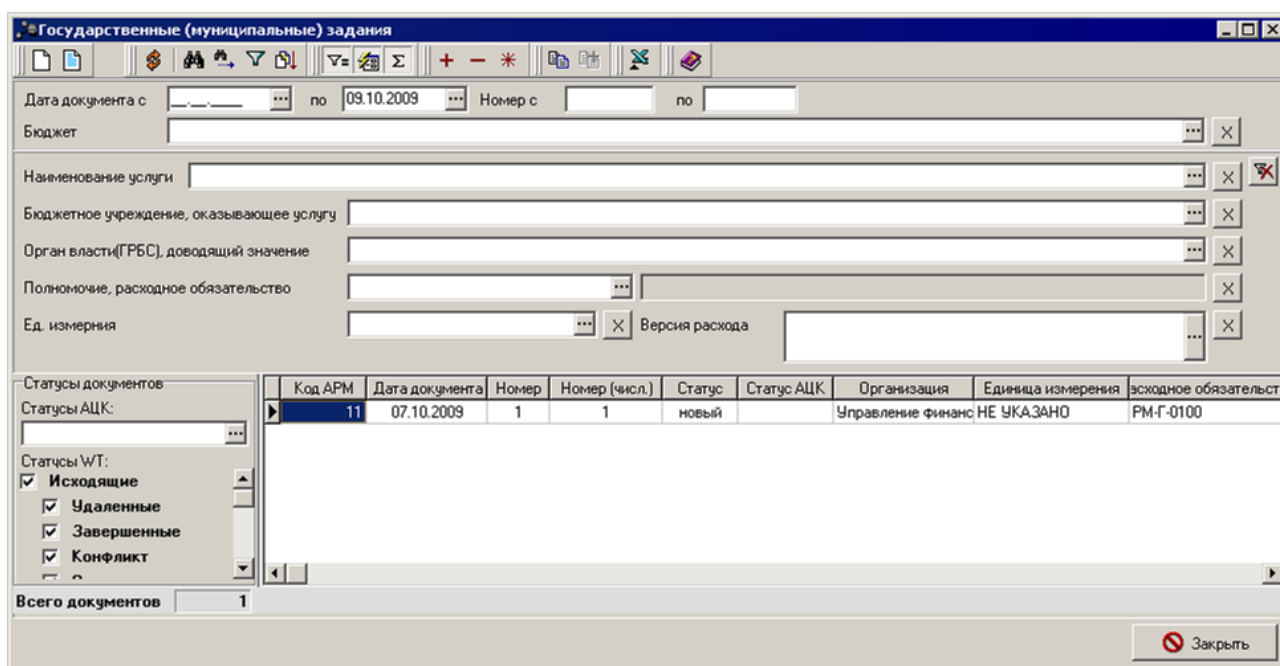 Государственные (муниципальные) задания
Дата документа с __.__.____ по 09.10.2009 Номер с по
Бюджет
Наименование услуги
Бюджетное учреждение, оказывающее услугу
Орган власти(ГРБС), доводящий значение
Полномочие, расходное обязательство
Ед. измерния Версия расхода
Статусы документов
Статусы АЦК:
Статусы WT:
Исходящие
Удаленные
Завершенные
Конфликт
Код АРМ Дата документа Номер Номер (числ.) Статус Статус АЦК Организация Единица измерения асходное обязательст
11 07.10.2009 1 1 новый Управление финанс НЕ УКАЗАНО РМ-Г-0100
Всего документов 1
Закрыть